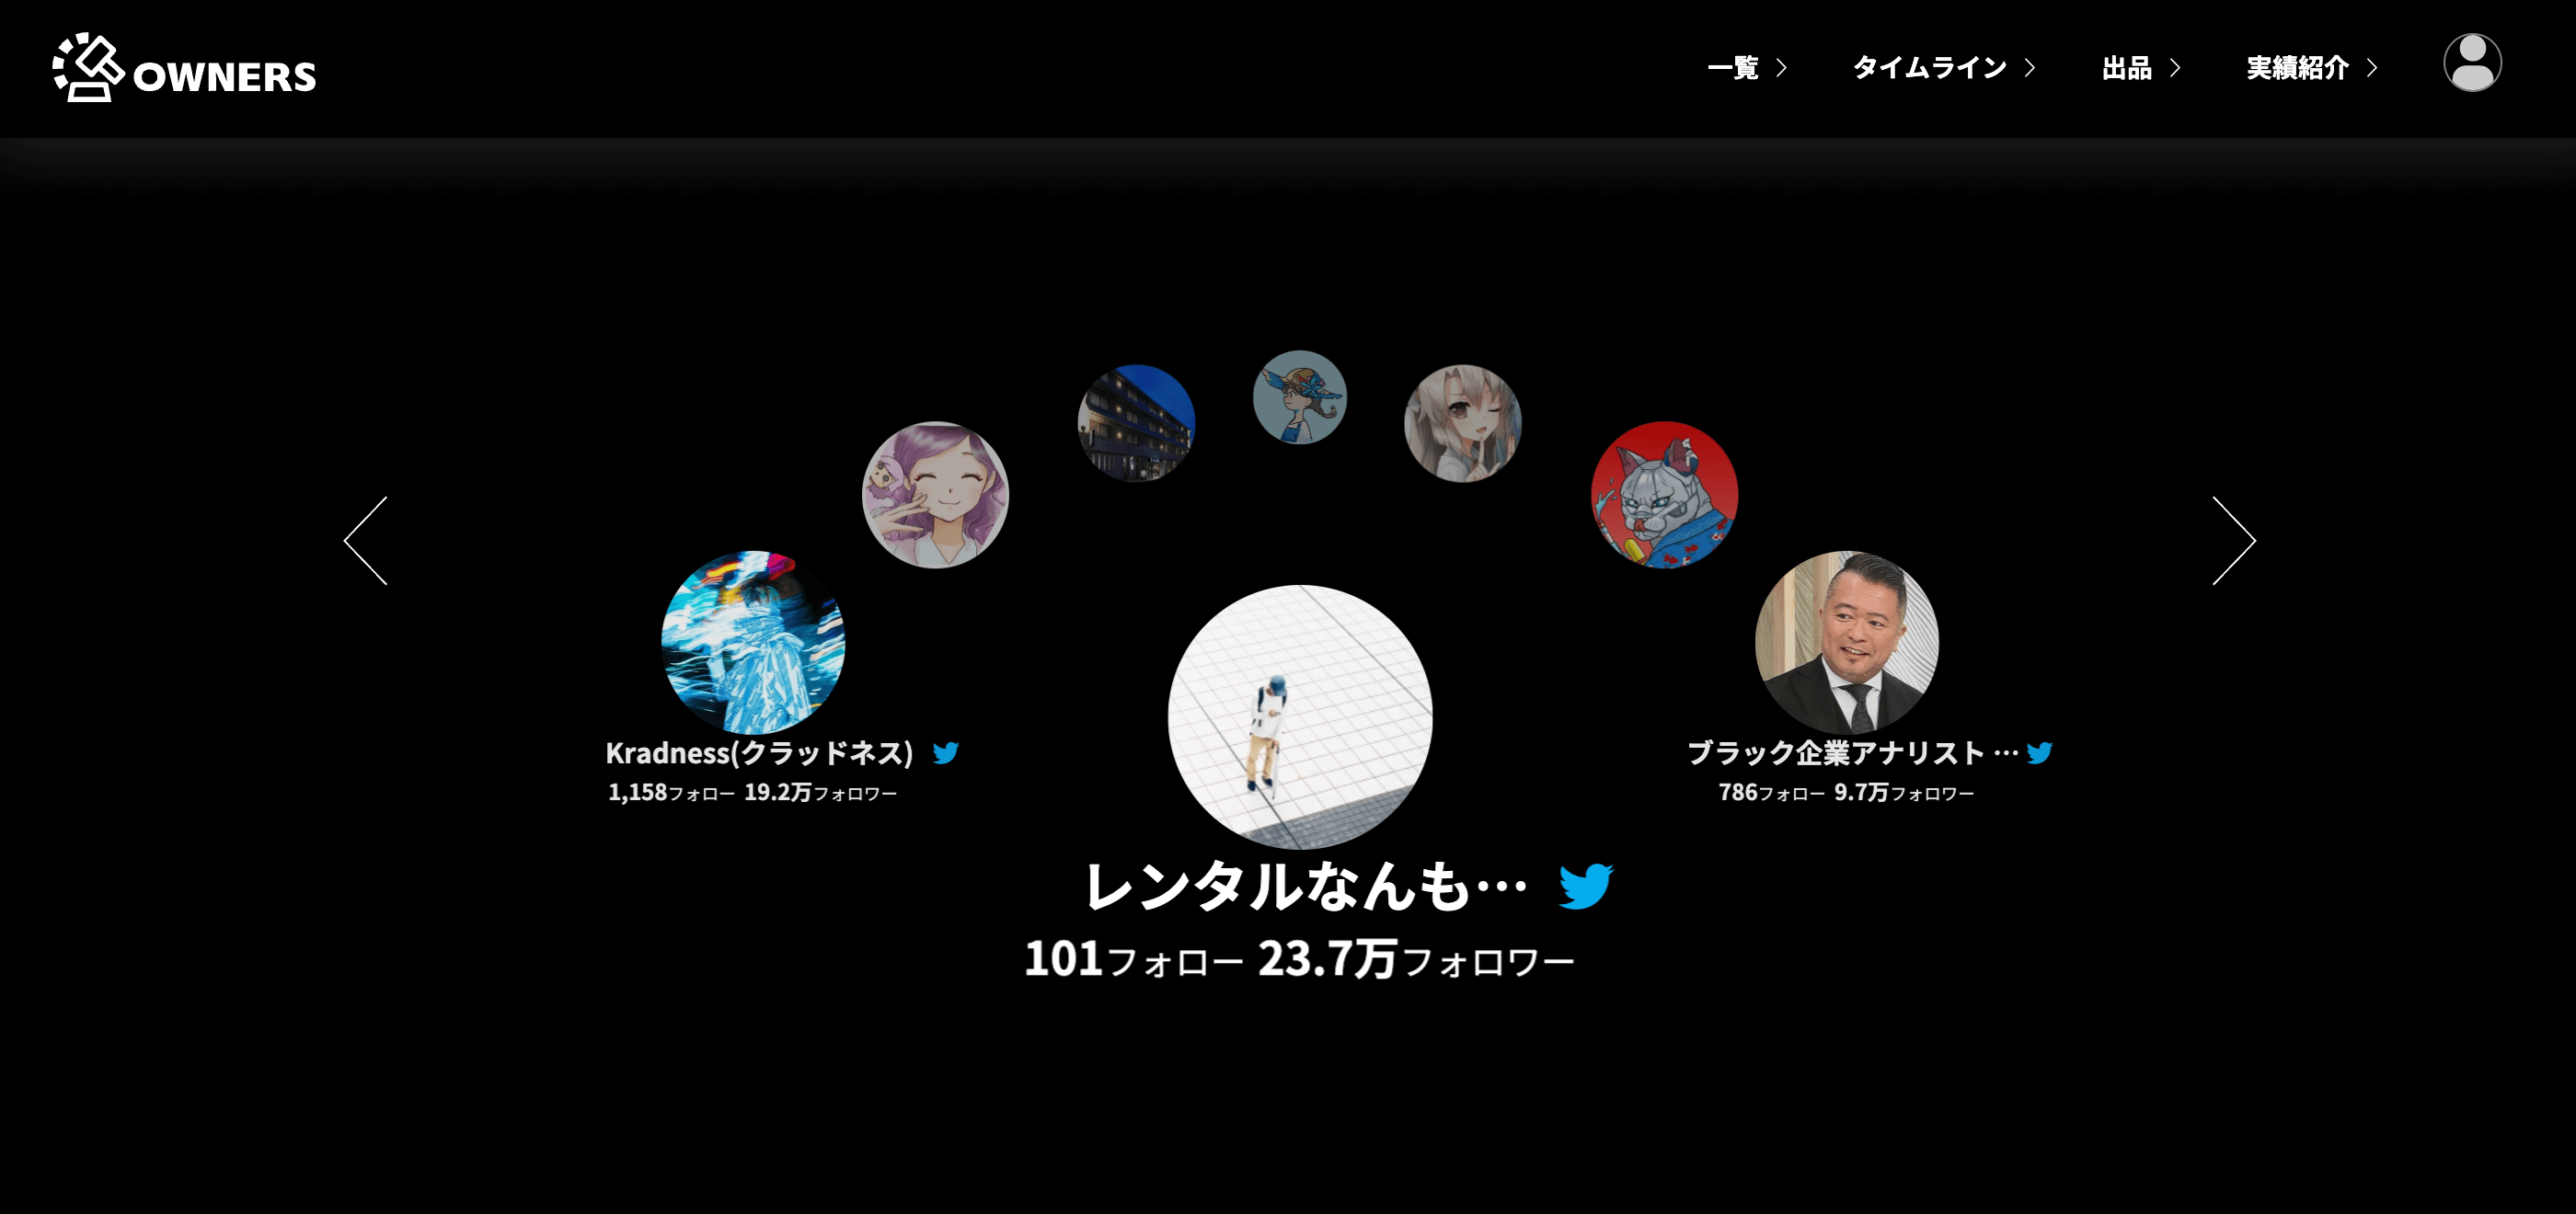 OWNERS
一覧
タイムライン
出品
実績紹介
Kradness(クラッドネス)
1,158フォロー 19.2万フォロワー
ブラック企業アナリスト …
786フォロー 9.7万フォロワー
レンタルなんも…
101フォロー 23.7万フォロワー